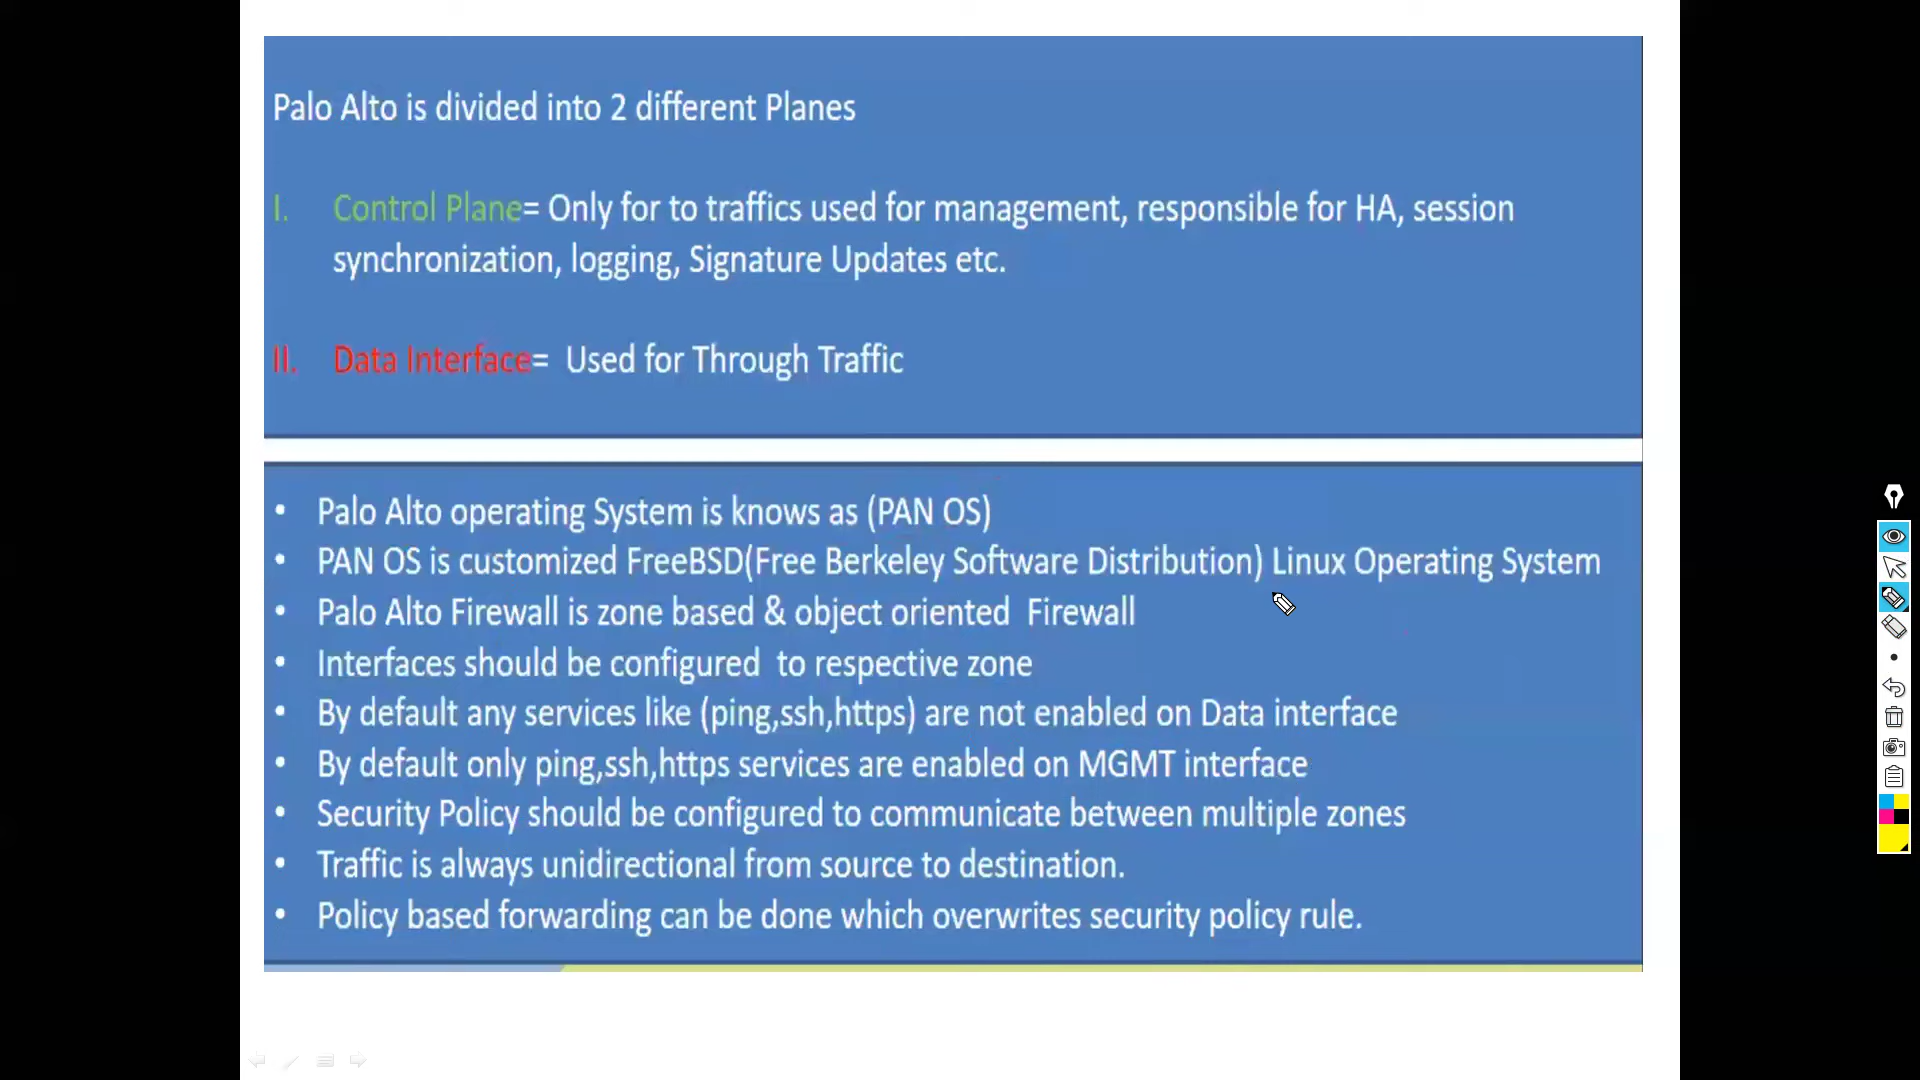 Palo Alto is divided into 2 different Planes
I. Control Plane= Only for to traffics used for management, responsible for HA, session
synchronization, logging, Signature Updates etc.
II. Data Interface= Used for Through Traffic
• Palo Alto operating System is knows as (PAN OS)
• PAN OS is customized FreeBSD(Free Berkeley Software Distribution) Linux Operating System
• Palo Alto Firewall is zone based & object oriented Firewall
• Interfaces should be configured to respective zone
• By default any services like (ping,ssh,https) are not enabled on Data interface
• By default only ping,ssh,https services are enabled on MGMT interface
• Security Policy should be configured to communicate between multiple zones
• Traffic is always unidirectional from source to destination.
• Policy based forwarding can be done which overwrites security policy rule.